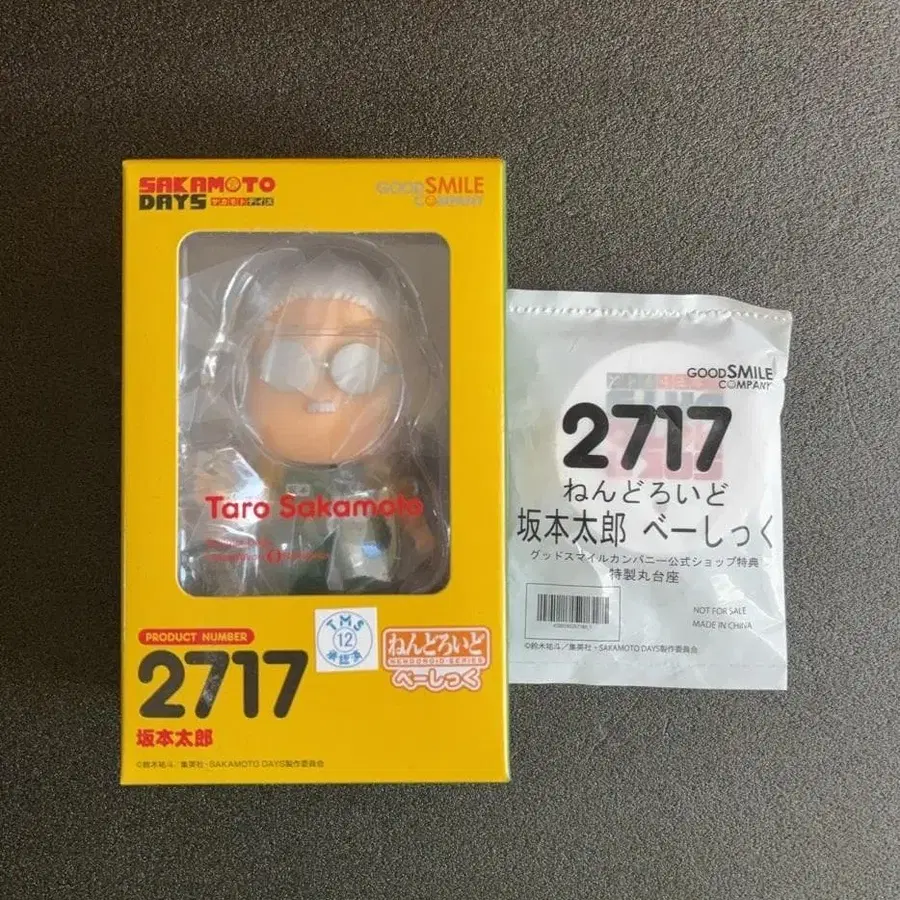 SAKAMOTO
DAYS サカモトデイズ
GOOD SMILE
COMPANY
Taro Sakamoto
PRODUCT NUMBER
2717
坂本太郎
TMS
12
承認済
ねんどろいど
NENDOROID SERIES
べーしっく
©鈴木祐斗／集英社・SAKAMOTO DAYS製作委員会
GOOD SMILE
COMPANY
2717
ねんどろいど
坂本太郎 べーしっく
グッドスマイルカンパニー公式ショップ特典
特製丸台座
NOT FOR SALE
MADE IN CHINA
©鈴木祐斗／集英社・SAKAMOTO DAYS製作委員会